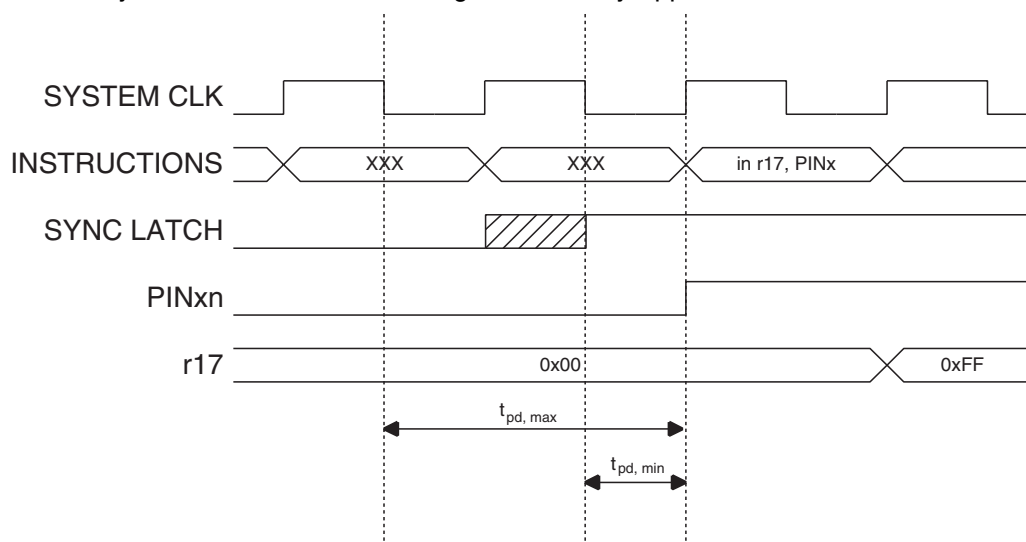 SYSTEM CLK
INSTRUCTIONS XXX XXX in r17, PINx
SYNC LATCH
PINxn
r17 0x00 0xFF
tpd, max
tpd, min